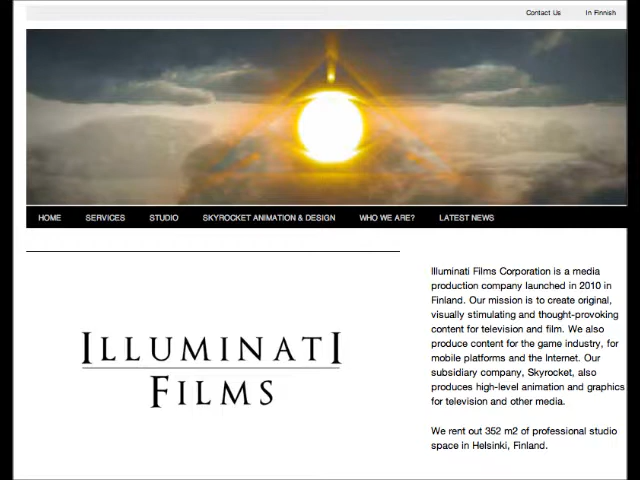 Contact Us In Finnish
HOME SERVICES STUDIO SKYROCKET ANIMATION & DESIGN WHO WE ARE? LATEST NEWS
ILLUMINATI
FILMS
Illuminati Films Corporation is a media
production company launched in 2010 in
Finland. Our mission is to create original,
visually stimulating and thought-provoking
content for television and film. We also
produce content for the game industry, for
mobile platforms and the Internet. Our
subsidiary company, Skyrocket, also
produces high-level animation and graphics
for television and other media.
We rent out 352 m2 of professional studio
space in Helsinki, Finland.